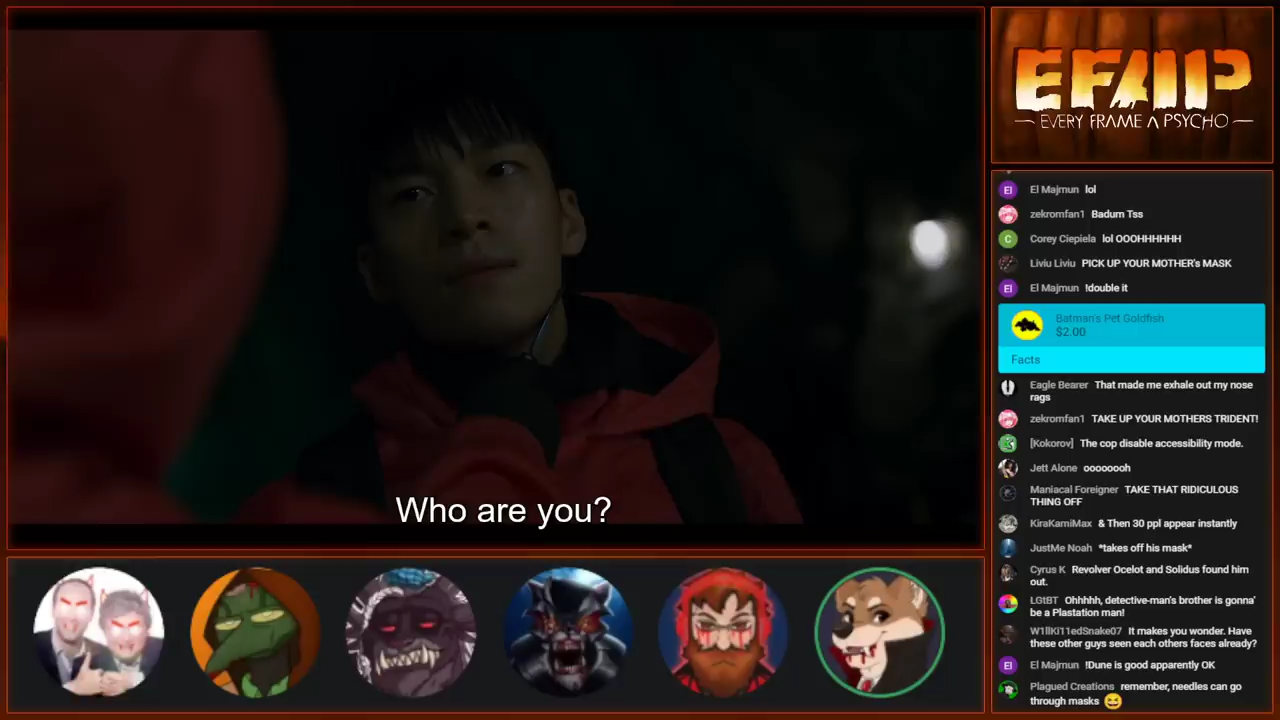 Who are you?
EFAP
EVERY FRAME A PSYCHO
El Majmun lol
zekromfan1 Badum Tss
C Corey Ciepiela lol OOOHHHHHH
Liviu Liviu PICK UP YOUR MOTHER's MASK
El Majmun !double it
Batman's Pet Goldfish
$2.00
Facts
Eagle Bearer That made me exhale out my nose
rags
zekromfan1 TAKE UP YOUR MOTHERS TRIDENT!
[Kokorov] The cop disable accessibility mode.
Jett Alone oooooooh
Maniacal Foreigner TAKE THAT RIDICULOUS
THING OFF
KiraKamiMax & Then 30 ppl appear instantly
JustMe Noah *takes off his mask*
Cyrus K Revolver Ocelot and Solidus found him
out.
LGtBT Ohhhhh, detective-man's brother is gonna'
be a Plastation man!
W1llKi11edSnake07 It makes you wonder. Have
these other guys seen each others faces already?
El Majmun !Dune is good apparently OK
Plagued Creations remember, needles can go
through masks 😆